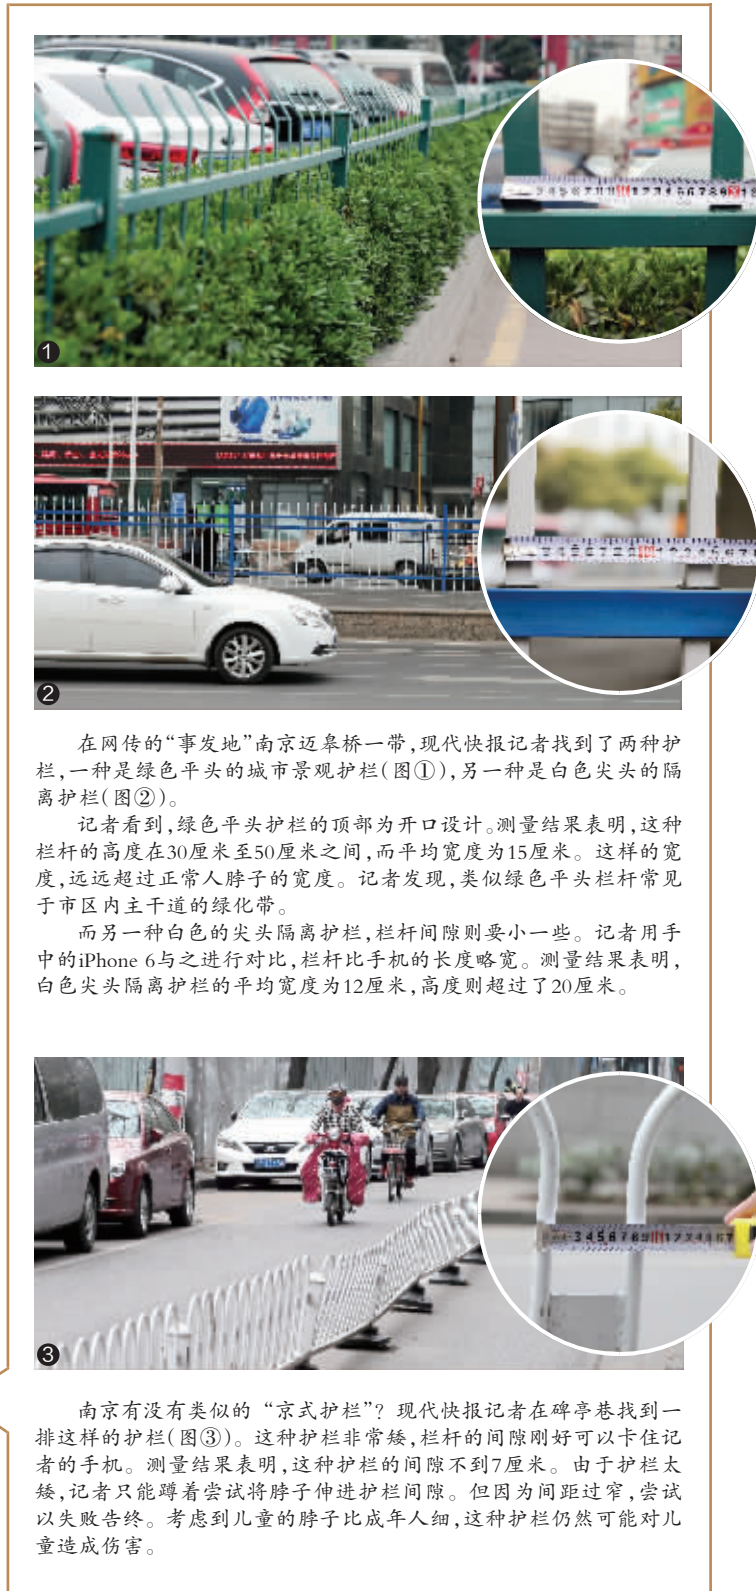 1
2
在网传的“事发地”南京迈皋桥一带,现代快报记者找到了两种护
栏,一种是绿色平头的城市景观护栏(图①),另一种是白色尖头的隔
离护栏(图②)。
记者看到,绿色平头护栏的顶部为开口设计。测量结果表明,这种
栏杆的高度在30厘米至50厘米之间,而平均宽度为15厘米。这样的宽
度,远远超过正常人脖子的宽度。记者发现,类似绿色平头栏杆常见
于市区内主干道的绿化带。
而另一种白色的尖头隔离护栏,栏杆间隙则要小一些。记者用手
中的iPhone 6与之进行对比,栏杆比手机的长度略宽。测量结果表明,
白色尖头隔离护栏的平均宽度为12厘米,高度则超过了20厘米。
3
南京有没有类似的“京式护栏”?现代快报记者在碑亭巷找到一
排这样的护栏(图③)。这种护栏非常矮,栏杆的间隙刚好可以卡住记
者的手机。测量结果表明,这种护栏的间隙不到7厘米。由于护栏太
矮,记者只能蹲着尝试将脖子伸进护栏间隙。但因为间距过窄,尝试
以失败告终。考虑到儿童的脖子比成年人细,这种护栏仍然可能对儿
童造成伤害。